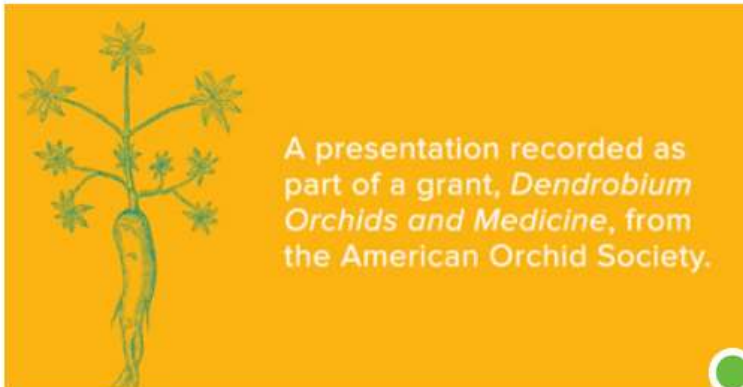 A presentation recorded as
part of a grant, Dendrobium
Orchids and Medicine, from
the American Orchid Society.